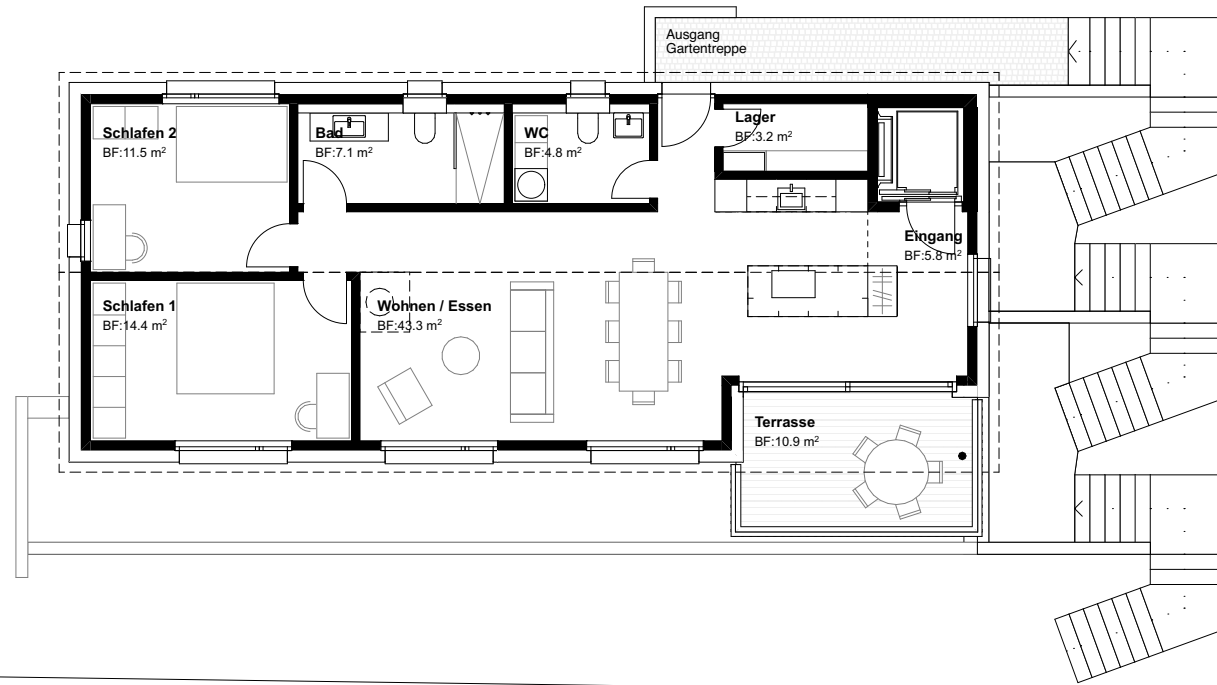 Ausgang
Gartentreppe
Schlafen 2
BF:11.5 m²
Bad
BF:7.1 m²
WC
BF:4.8 m²
Lager
BF:3.2 m²
Eingang
BF:5.8 m²
Schlafen 1
BF:14.4 m²
Wohnen / Essen
BF:43.3 m²
Terrasse
BF:10.9 m²